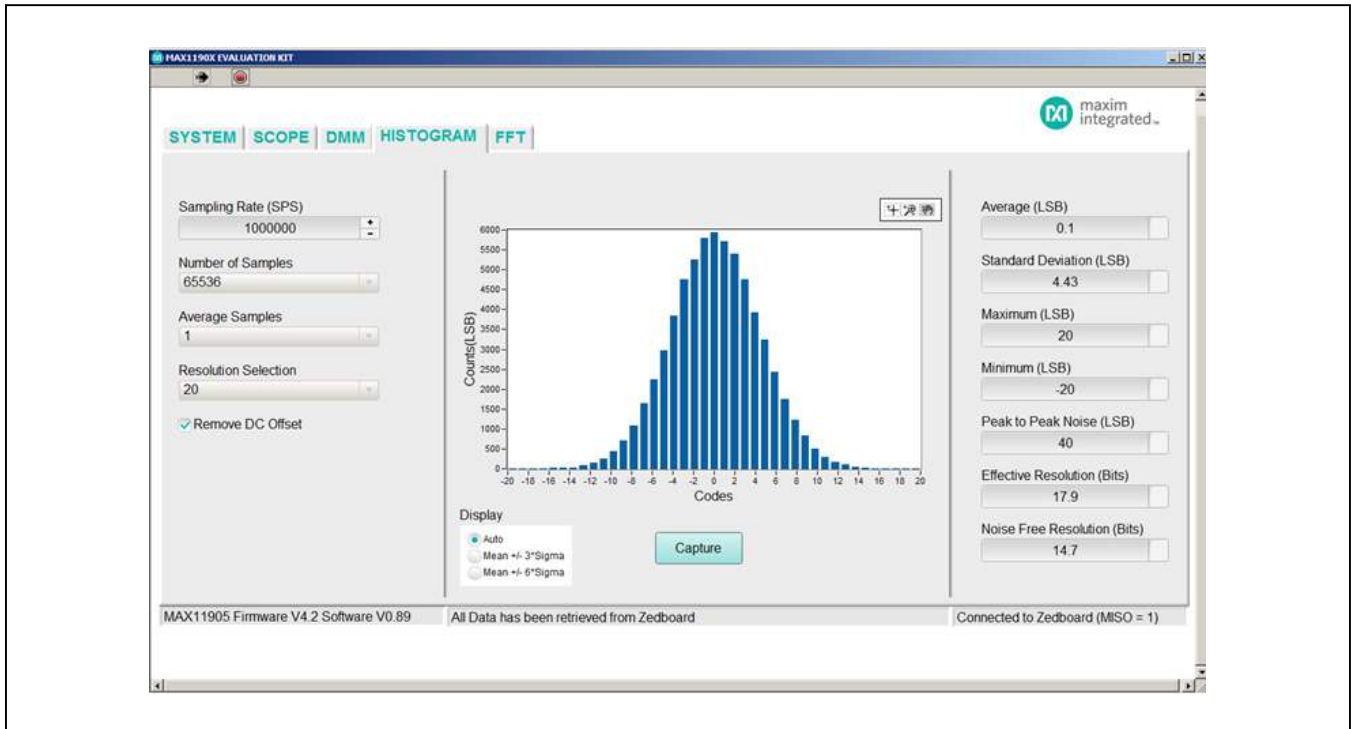 MAX1190X EVALUATION KIT
maxim
integrated™
SYSTEM SCOPE DMM HISTOGRAM FFT
Sampling Rate (SPS)
1000000
Number of Samples
65536
Average Samples
1
Resolution Selection
20
Remove DC Offset
6000
5500
5000
4500
4000
3500
3000
2500
2000
1500
1000
500
0
Counts(LSB)
-20 -18 -16 -14 -12 -10 -8 -6 -4 -2 0 2 4 6 8 10 12 14 16 18 20
Codes
Display
Auto
Mean +/- 3*Sigma
Mean +/- 6*Sigma
Capture
Average (LSB)
0.1
Standard Deviation (LSB)
4.43
Maximum (LSB)
20
Minimum (LSB)
-20
Peak to Peak Noise (LSB)
40
Effective Resolution (Bits)
17.9
Noise Free Resolution (Bits)
14.7
MAX11905 Firmware V4.2 Software V0.89
All Data has been retrieved from Zedboard
Connected to Zedboard (MISO = 1)